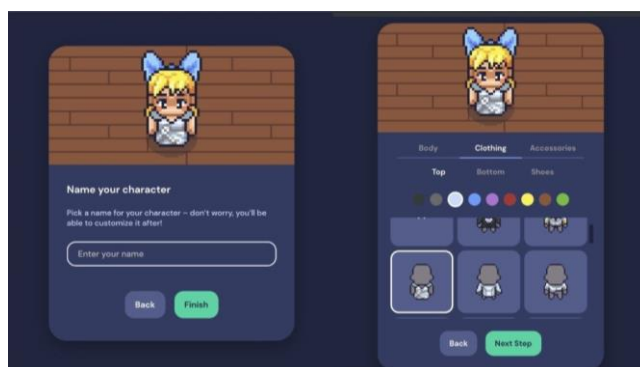 Name your character
Pick a name for your character – don't worry, you'll be
able to customize it after!
Enter your name
Back Finish
Body Clothing Accessories
Top Bottom Shoes
Back Next Step